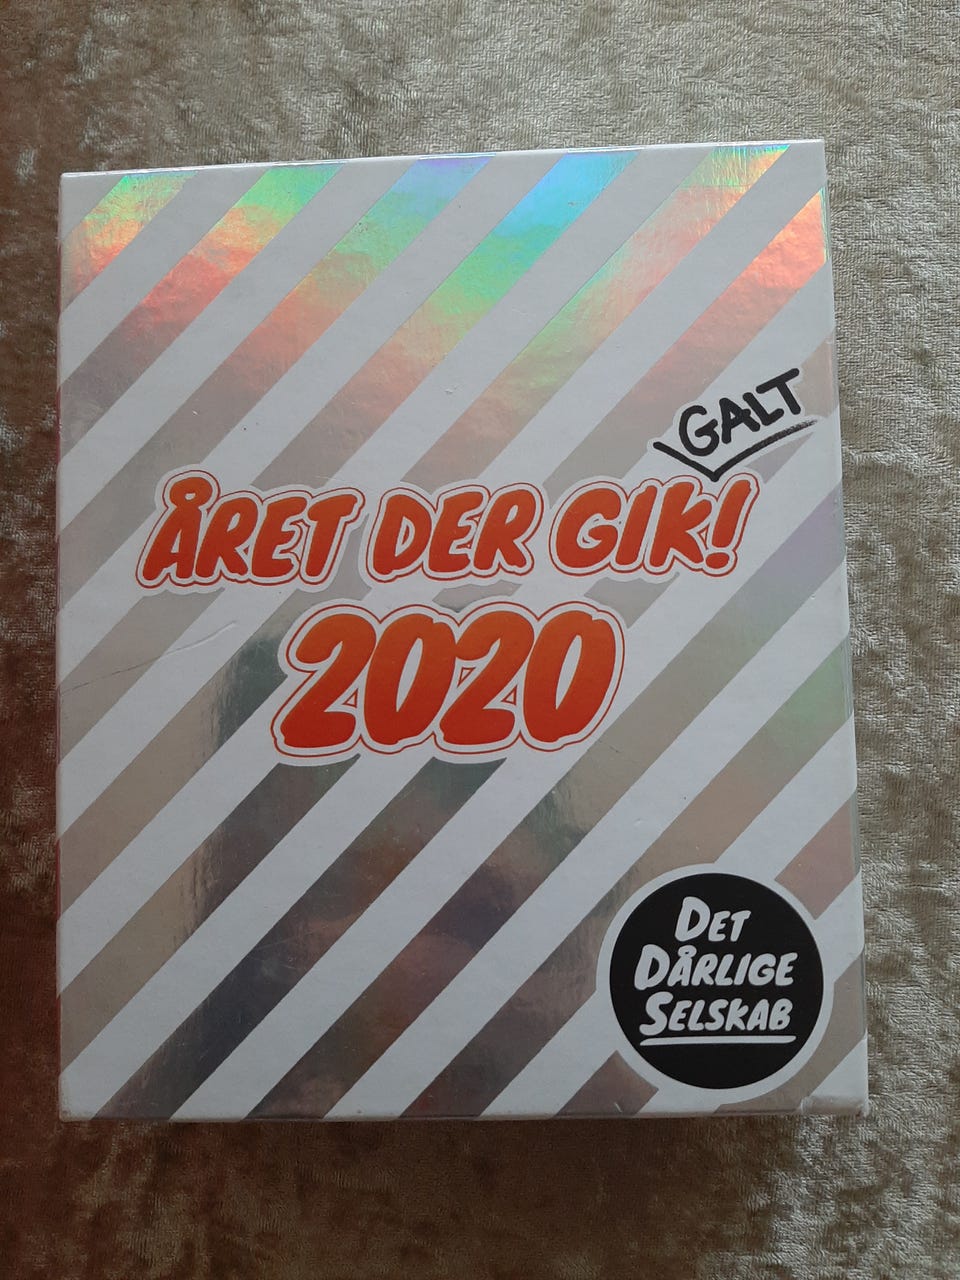 GALT
ÅRET DER GIK!
2020
DET
DÅRLIGE
SELSKAB